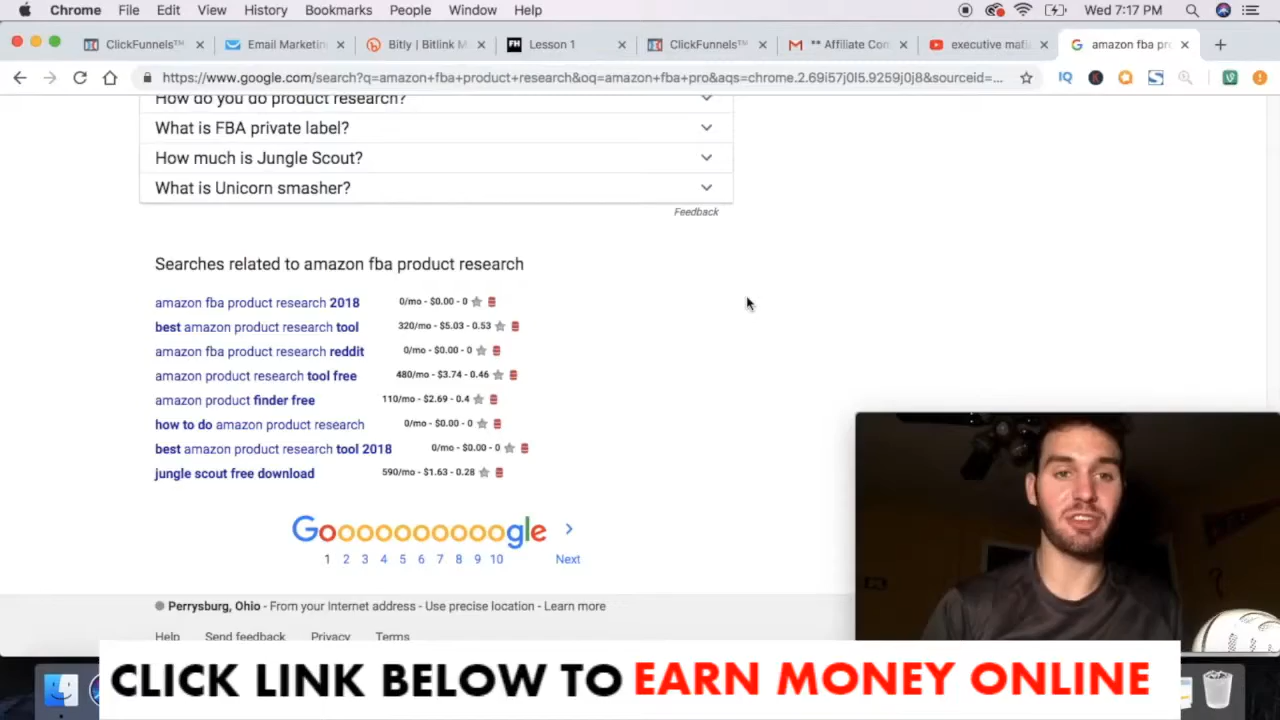 Chrome File Edit View History Bookmarks People Window Help Wed 7:17 PM
ClickFunnels™ Email Marketin Bitly | Bitlink M FH Lesson 1 ClickFunnels™ ** Affiliate Con executive mati amazon fba pro
https://www.google.com/search?q=amazon+fba+product+research&oq=amazon+fba+pro&aqs=chrome.2.69i57j0l5.9259j0j8&sourceid=... IQ K S
How do you do product research?
What is FBA private label?
How much is Jungle Scout?
What is Unicorn smasher?
Feedback
Searches related to amazon fba product research
amazon fba product research 2018 0/mo - $0.00 - 0
best amazon product research tool 320/mo - $5.03 - 0.53
amazon fba product research reddit 0/mo - $0.00 - 0
amazon product research tool free 480/mo - $3.74 - 0.46
amazon product finder free 110/mo - $2.69 - 0.4
how to do amazon product research 0/mo - $0.00 - 0
best amazon product research tool 2018 0/mo - $0.00 - 0
jungle scout free download 590/mo - $1.63 - 0.28
Goooooooooogle
1 2 3 4 5 6 7 8 9 10 Next
Perrysburg, Ohio - From your Internet address - Use precise location - Learn more
Help Send feedback Privacy Terms
CLICK LINK BELOW TO EARN MONEY ONLINE